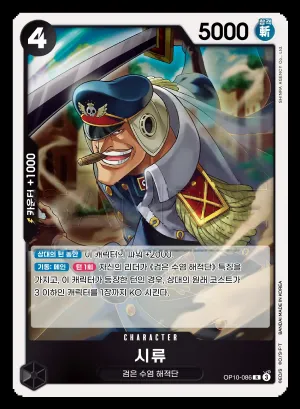 4
5000
참격
斬
카운터 +1000
상대의 턴 동안 이 캐릭터의 파워 +2000.
기동: 메인 턴 1회 자신의 리더가 《검은 수염 해적단》 특징을
가지고, 이 캐릭터가 등장한 턴인 경우, 상대의 원래 코스트가
3 이하인 캐릭터를 1장까지 KO 시킨다.
CHARACTER
시류
검은 수염 해적단
OP10-086 R 3
BANDAI MADE IN KOREA